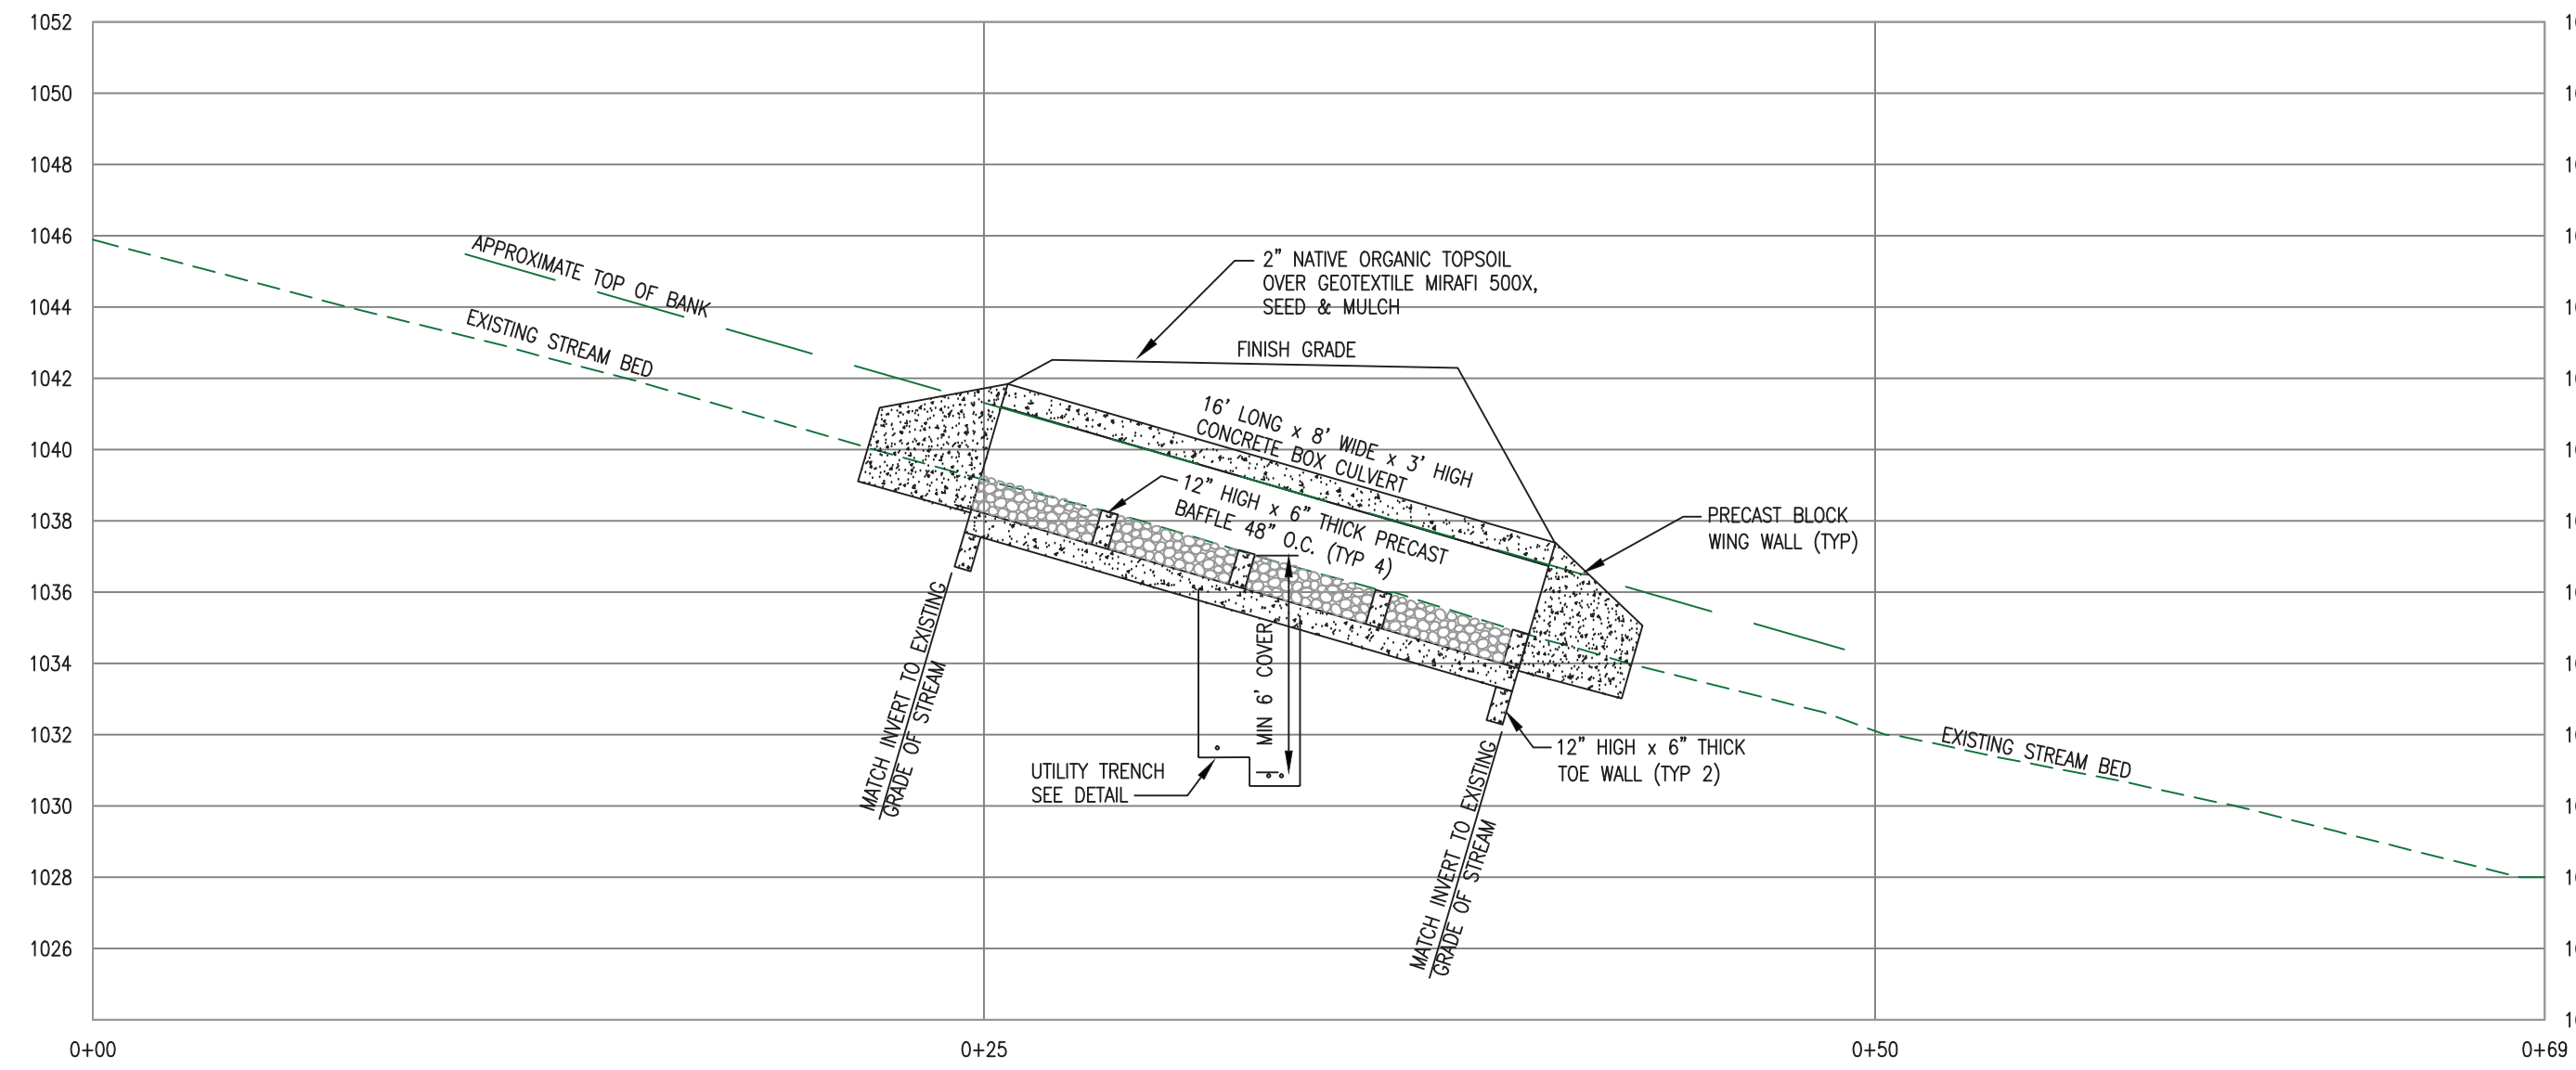 1052
1050
1048
1046
1044
1042
1040
1038
1036
1034
1032
1030
1028
1026
APPROXIMATE TOP OF BANK
EXISTING STREAM BED
2" NATIVE ORGANIC TOPSOIL
OVER GEOTEXTILE MIRAFI 500X,
SEED & MULCH
FINISH GRADE
16' LONG x 8' WIDE x 3' HIGH
CONCRETE BOX CULVERT
12" HIGH x 6" THICK PRECAST
BAFFLE 48" O.C. (TYP 4)
PRECAST BLOCK
WING WALL (TYP)
MATCH INVERT TO EXISTING
GRADE OF STREAM
MIN 6' COVER
UTILITY TRENCH
SEE DETAIL
12" HIGH x 6" THICK
TOE WALL (TYP 2)
MATCH INVERT TO EXISTING
GRADE OF STREAM
EXISTING STREAM BED
0+00
0+25
0+50
0+69